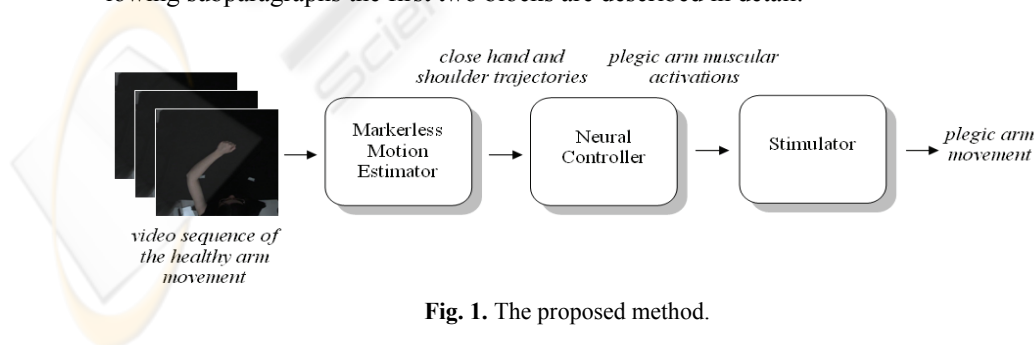 lowing subparagraphs the first two blocks are described in detail.
close hand and
shoulder trajectories
plegic arm muscular
activations
Markerless
Motion
Estimator
Neural
Controller
Stimulator
plegic arm
movement
video sequence of
the healthy arm
movement
Fig. 1. The proposed method.